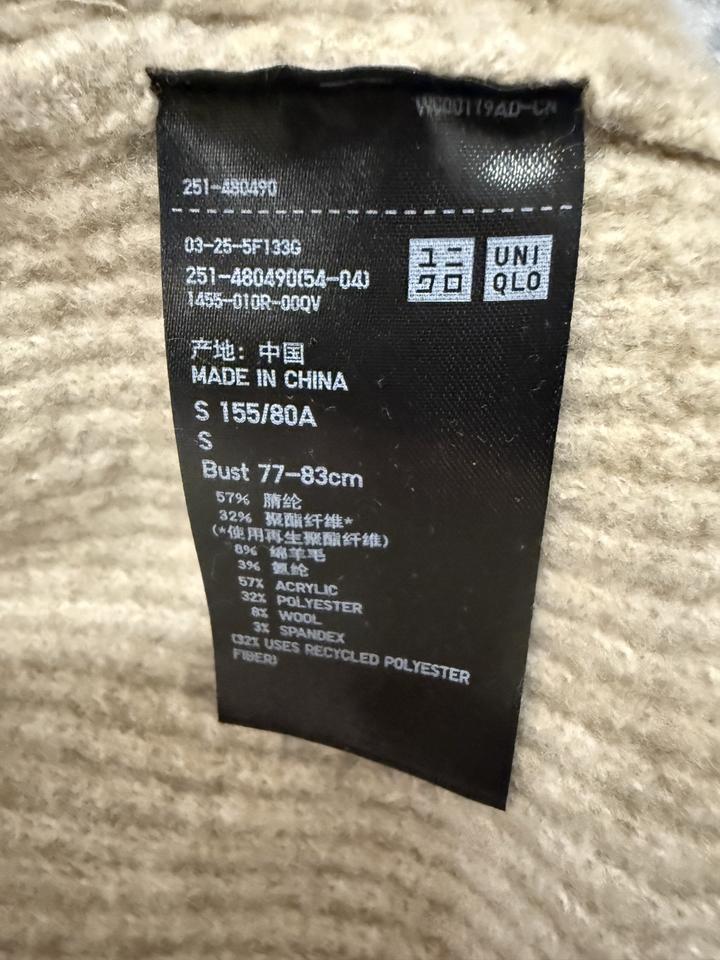 W000179AD-CN
251-480490
03-25-5F133G
251-480490(54-04)
1455-010R-00QV
ユニ
クロ
UNI
QLO
产地：中国
MADE IN CHINA
S 155/80A
S
Bust 77-83cm
57% 腈纶
32% 聚酯纤维*
(*使用再生聚酯纤维)
8% 绵羊毛
3% 氨纶
57% ACRYLIC
32% POLYESTER
8% WOOL
3% SPANDEX
(32% USES RECYCLED POLYESTER
FIBER)